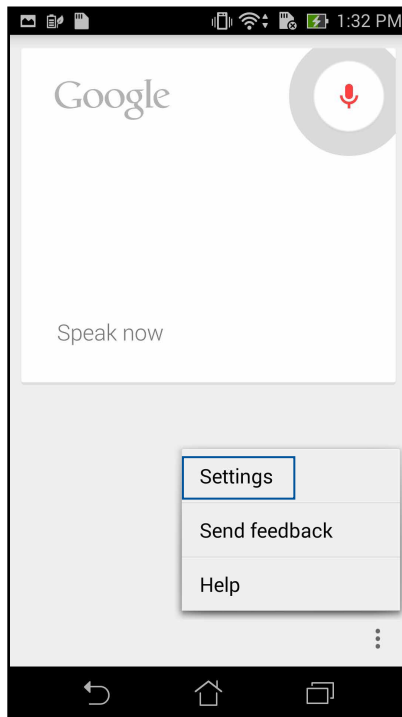 1:32 PM
Google
Speak now
Settings
Send feedback
Help